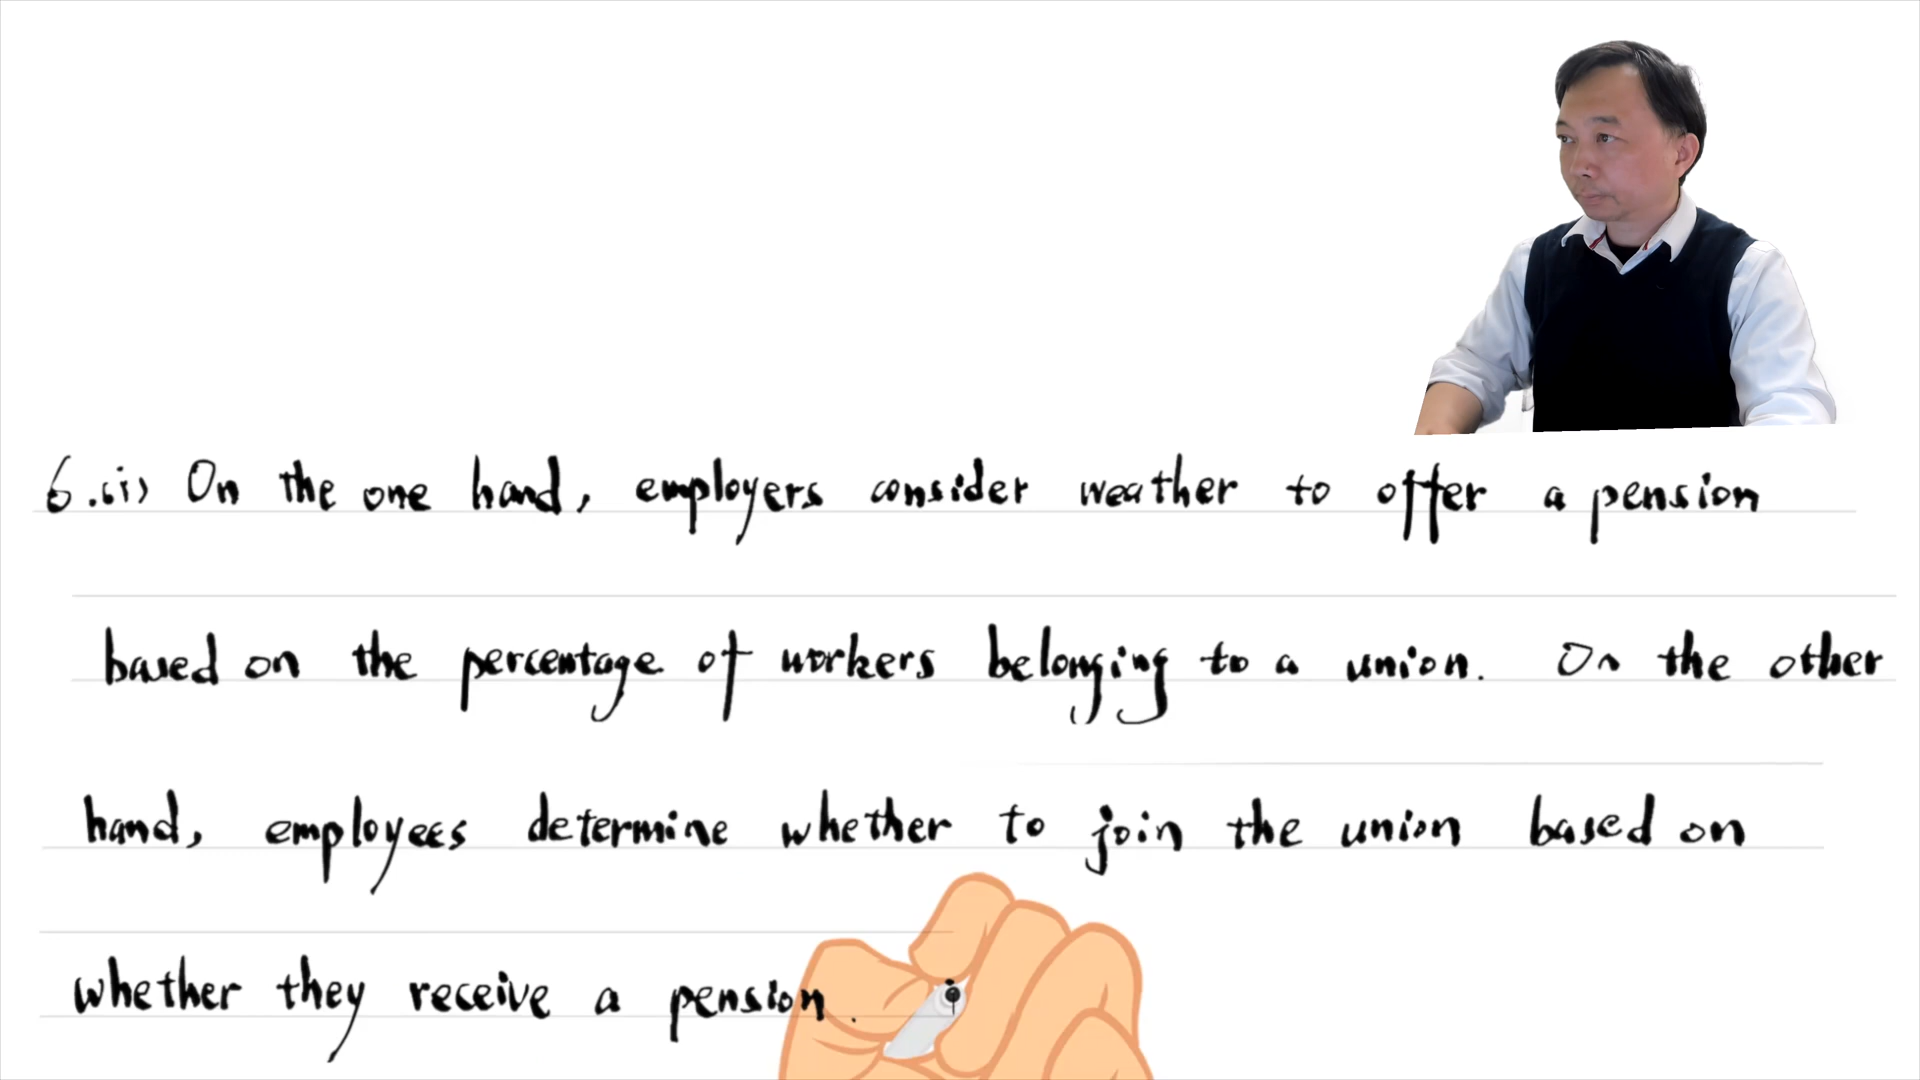 6.(i) On the one hand, employers consider weather to offer a pension
based on the percentage of workers belonging to a union. On the other
hand, employees determine whether to join the union based on
whether they receive a pension.